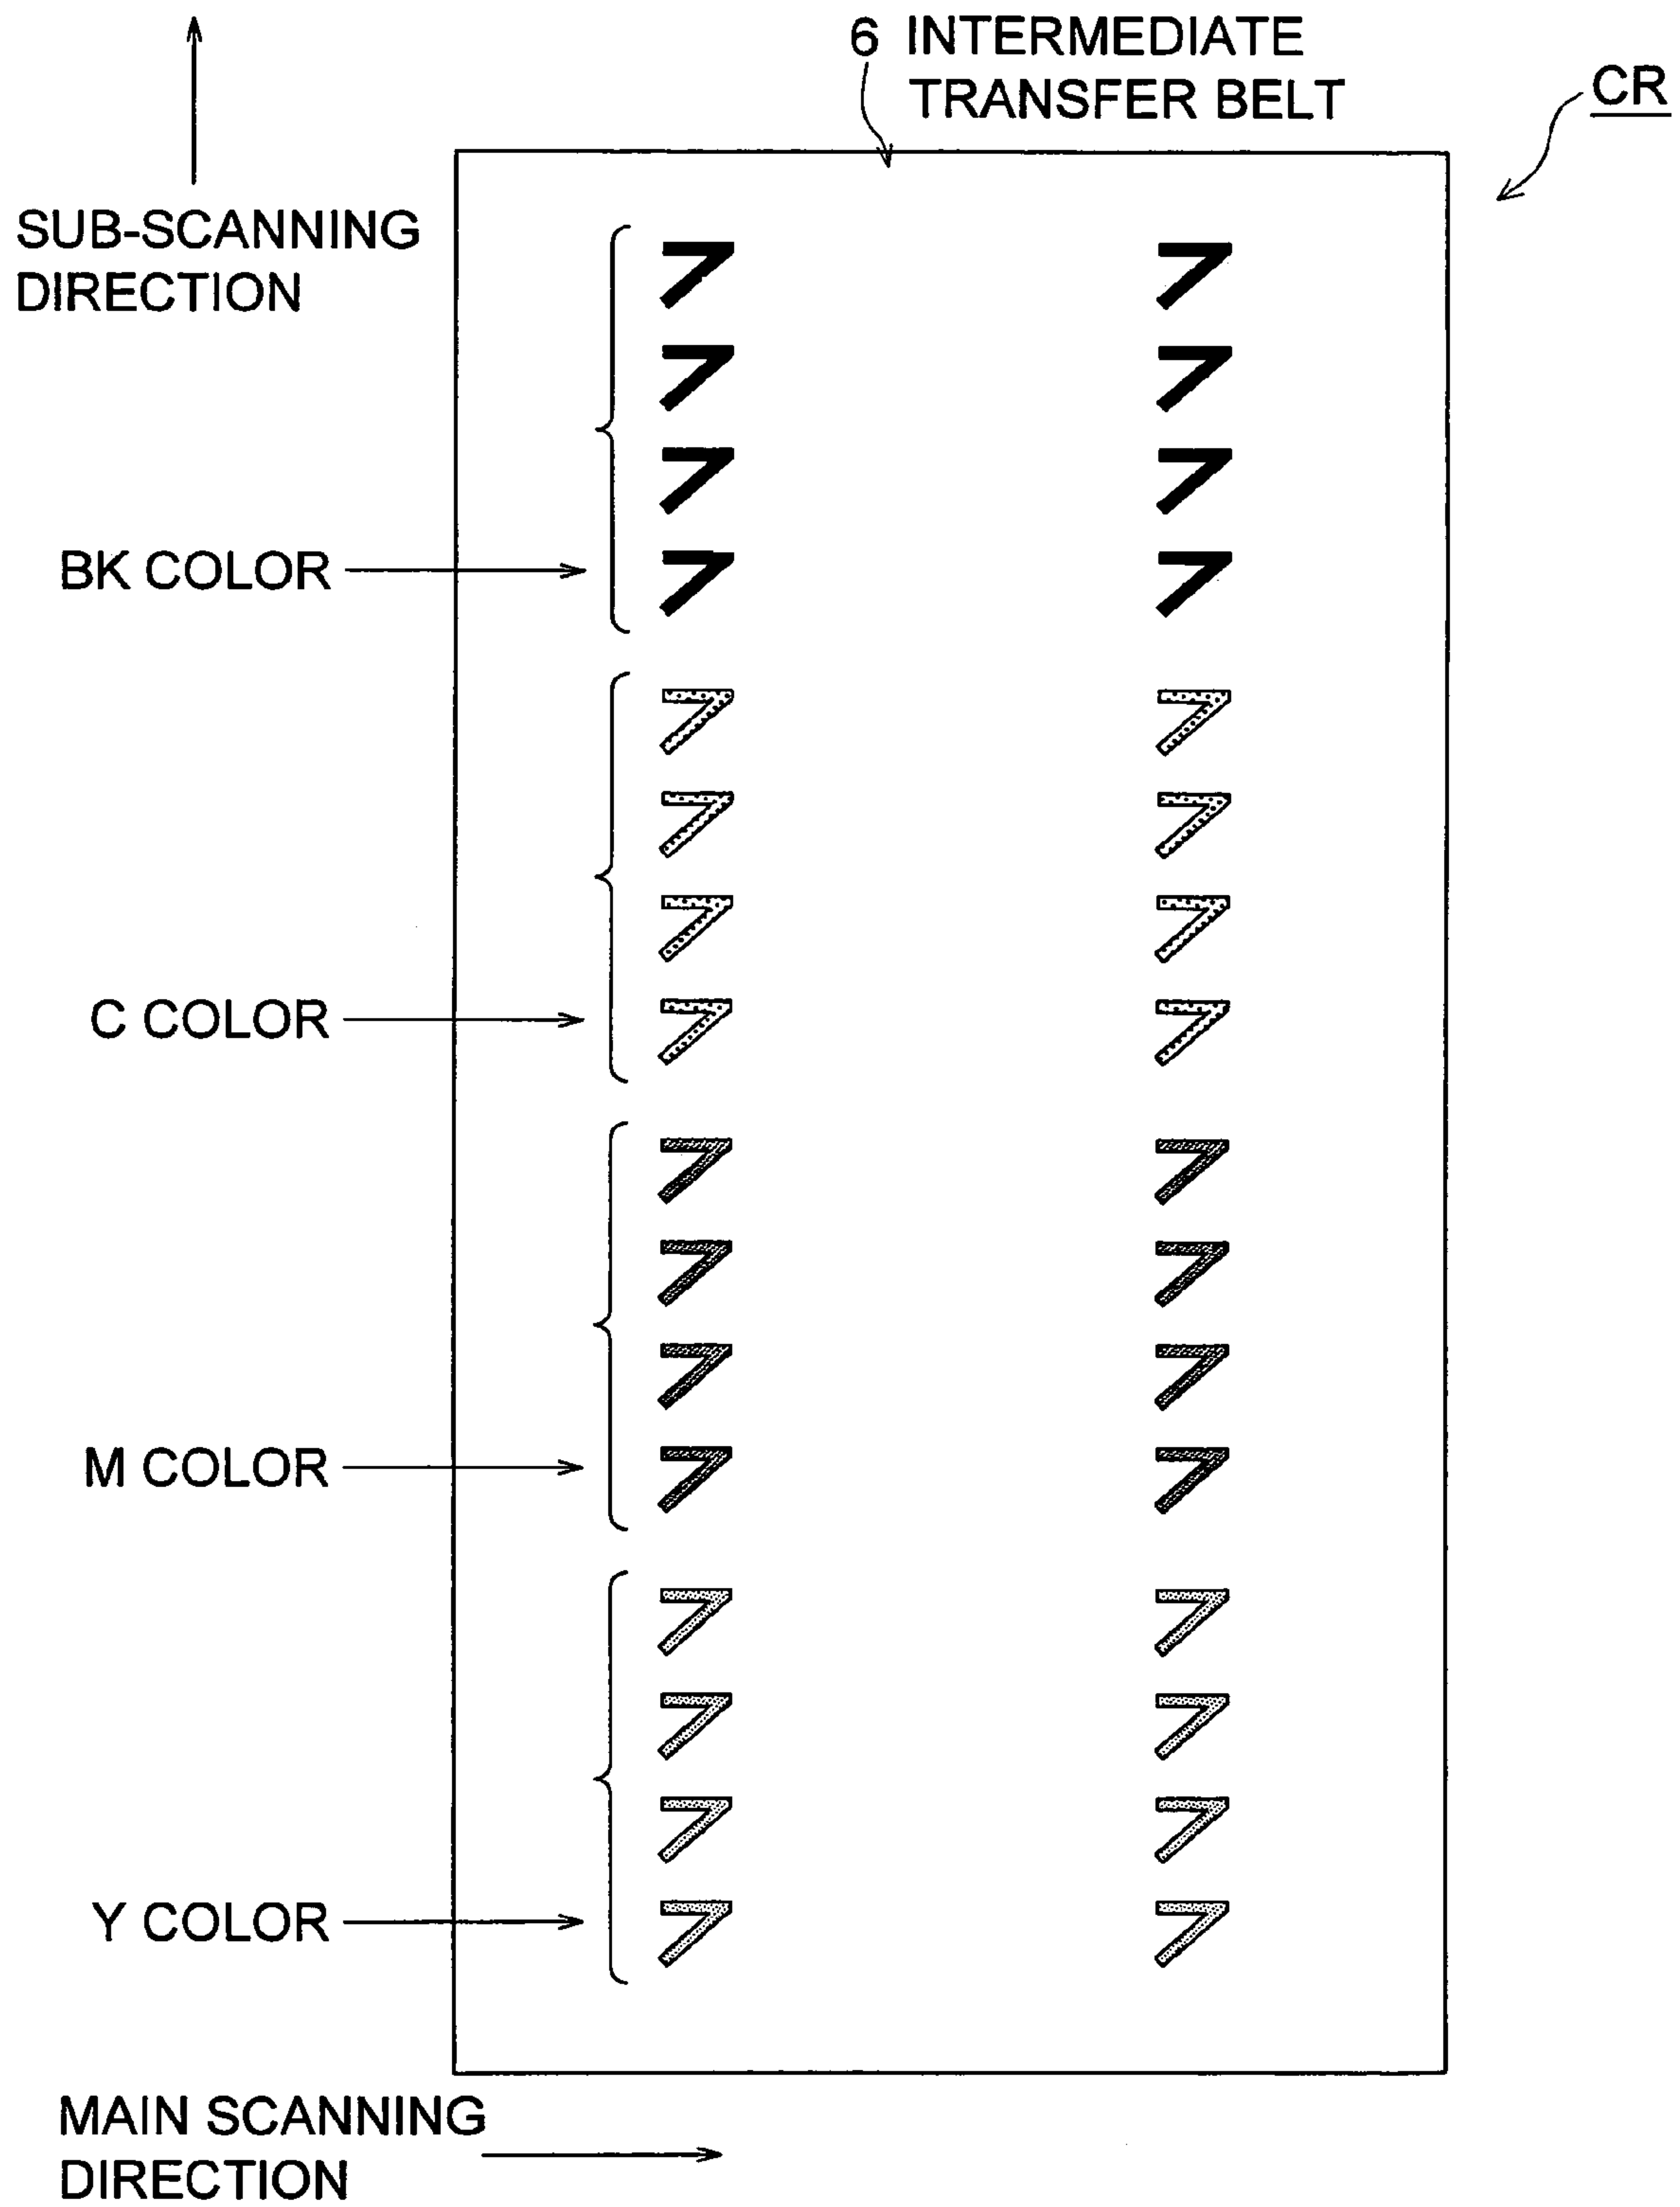 6 INTERMEDIATE
TRANSFER BELT
CR
SUB-SCANNING
DIRECTION
BK COLOR
C COLOR
M COLOR
Y COLOR
MAIN SCANNING
DIRECTION